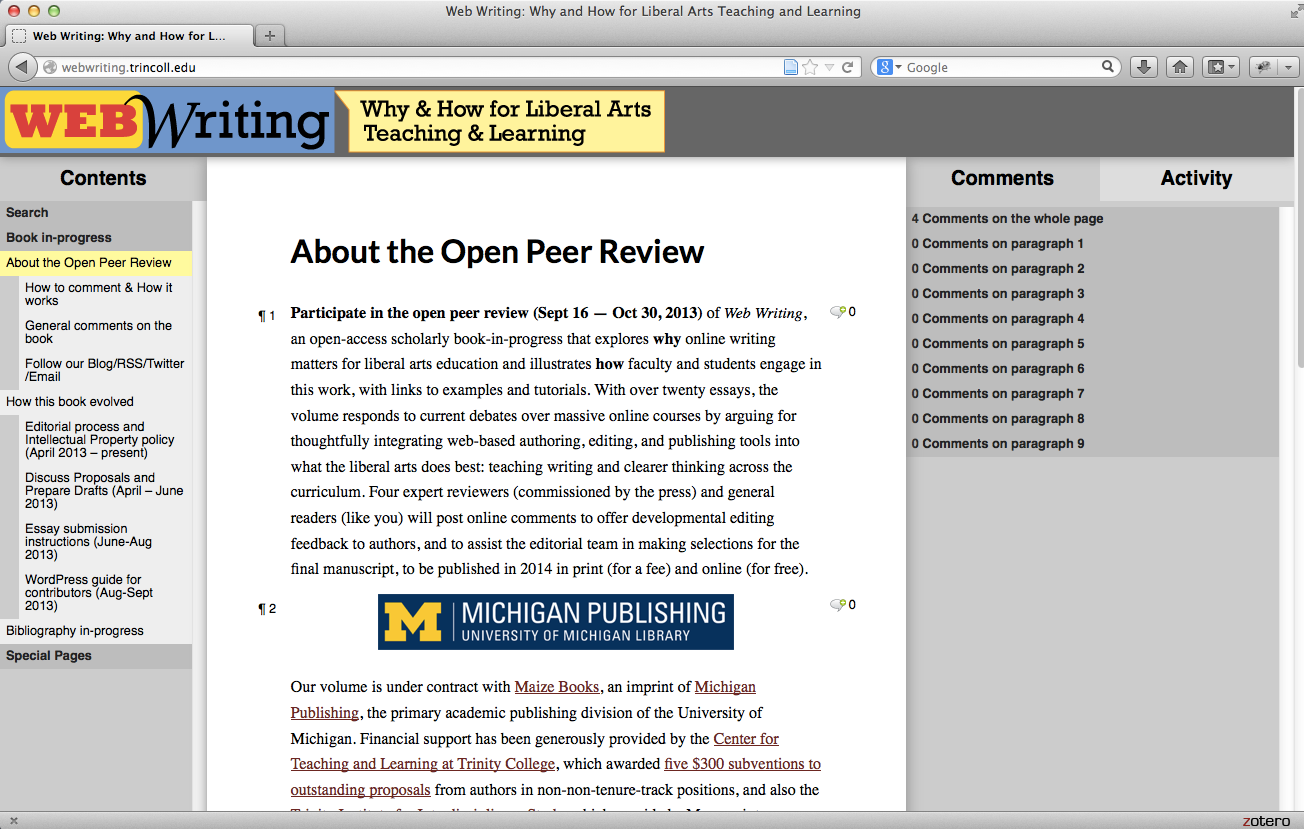 Web Writing: Why and How for Liberal Arts Teaching and Learning
Web Writing: Why and How for L...
webwriting.trincoll.edu
Google
WEBWriting
Why & How for Liberal Arts
Teaching & Learning
Contents
Search
Book in-progress
About the Open Peer Review
How to comment & How it
works
General comments on the
book
Follow our Blog/RSS/Twitter
/Email
How this book evolved
Editorial process and
Intellectual Property policy
(April 2013 – present)
Discuss Proposals and
Prepare Drafts (April – June
2013)
Essay submission
instructions (June-Aug
2013)
WordPress guide for
contributors (Aug-Sept
2013)
Bibliography in-progress
Special Pages
About the Open Peer Review
¶ 1 Participate in the open peer review (Sept 16 — Oct 30, 2013) of Web Writing, 0
an open-access scholarly book-in-progress that explores why online writing
matters for liberal arts education and illustrates how faculty and students engage in
this work, with links to examples and tutorials. With over twenty essays, the
volume responds to current debates over massive online courses by arguing for
thoughtfully integrating web-based authoring, editing, and publishing tools into
what the liberal arts does best: teaching writing and clearer thinking across the
curriculum. Four expert reviewers (commissioned by the press) and general
readers (like you) will post online comments to offer developmental editing
feedback to authors, and to assist the editorial team in making selections for the
final manuscript, to be published in 2014 in print (for a fee) and online (for free).
¶ 2 0
M MICHIGAN PUBLISHING
UNIVERSITY OF MICHIGAN LIBRARY
Our volume is under contract with Maize Books, an imprint of Michigan
Publishing, the primary academic publishing division of the University of
Michigan. Financial support has been generously provided by the Center for
Teaching and Learning at Trinity College, which awarded five $300 subventions to
outstanding proposals from authors in non-non-tenure-track positions, and also the
Comments
Activity
4 Comments on the whole page
0 Comments on paragraph 1
0 Comments on paragraph 2
0 Comments on paragraph 3
0 Comments on paragraph 4
0 Comments on paragraph 5
0 Comments on paragraph 6
0 Comments on paragraph 7
0 Comments on paragraph 8
0 Comments on paragraph 9
zotero